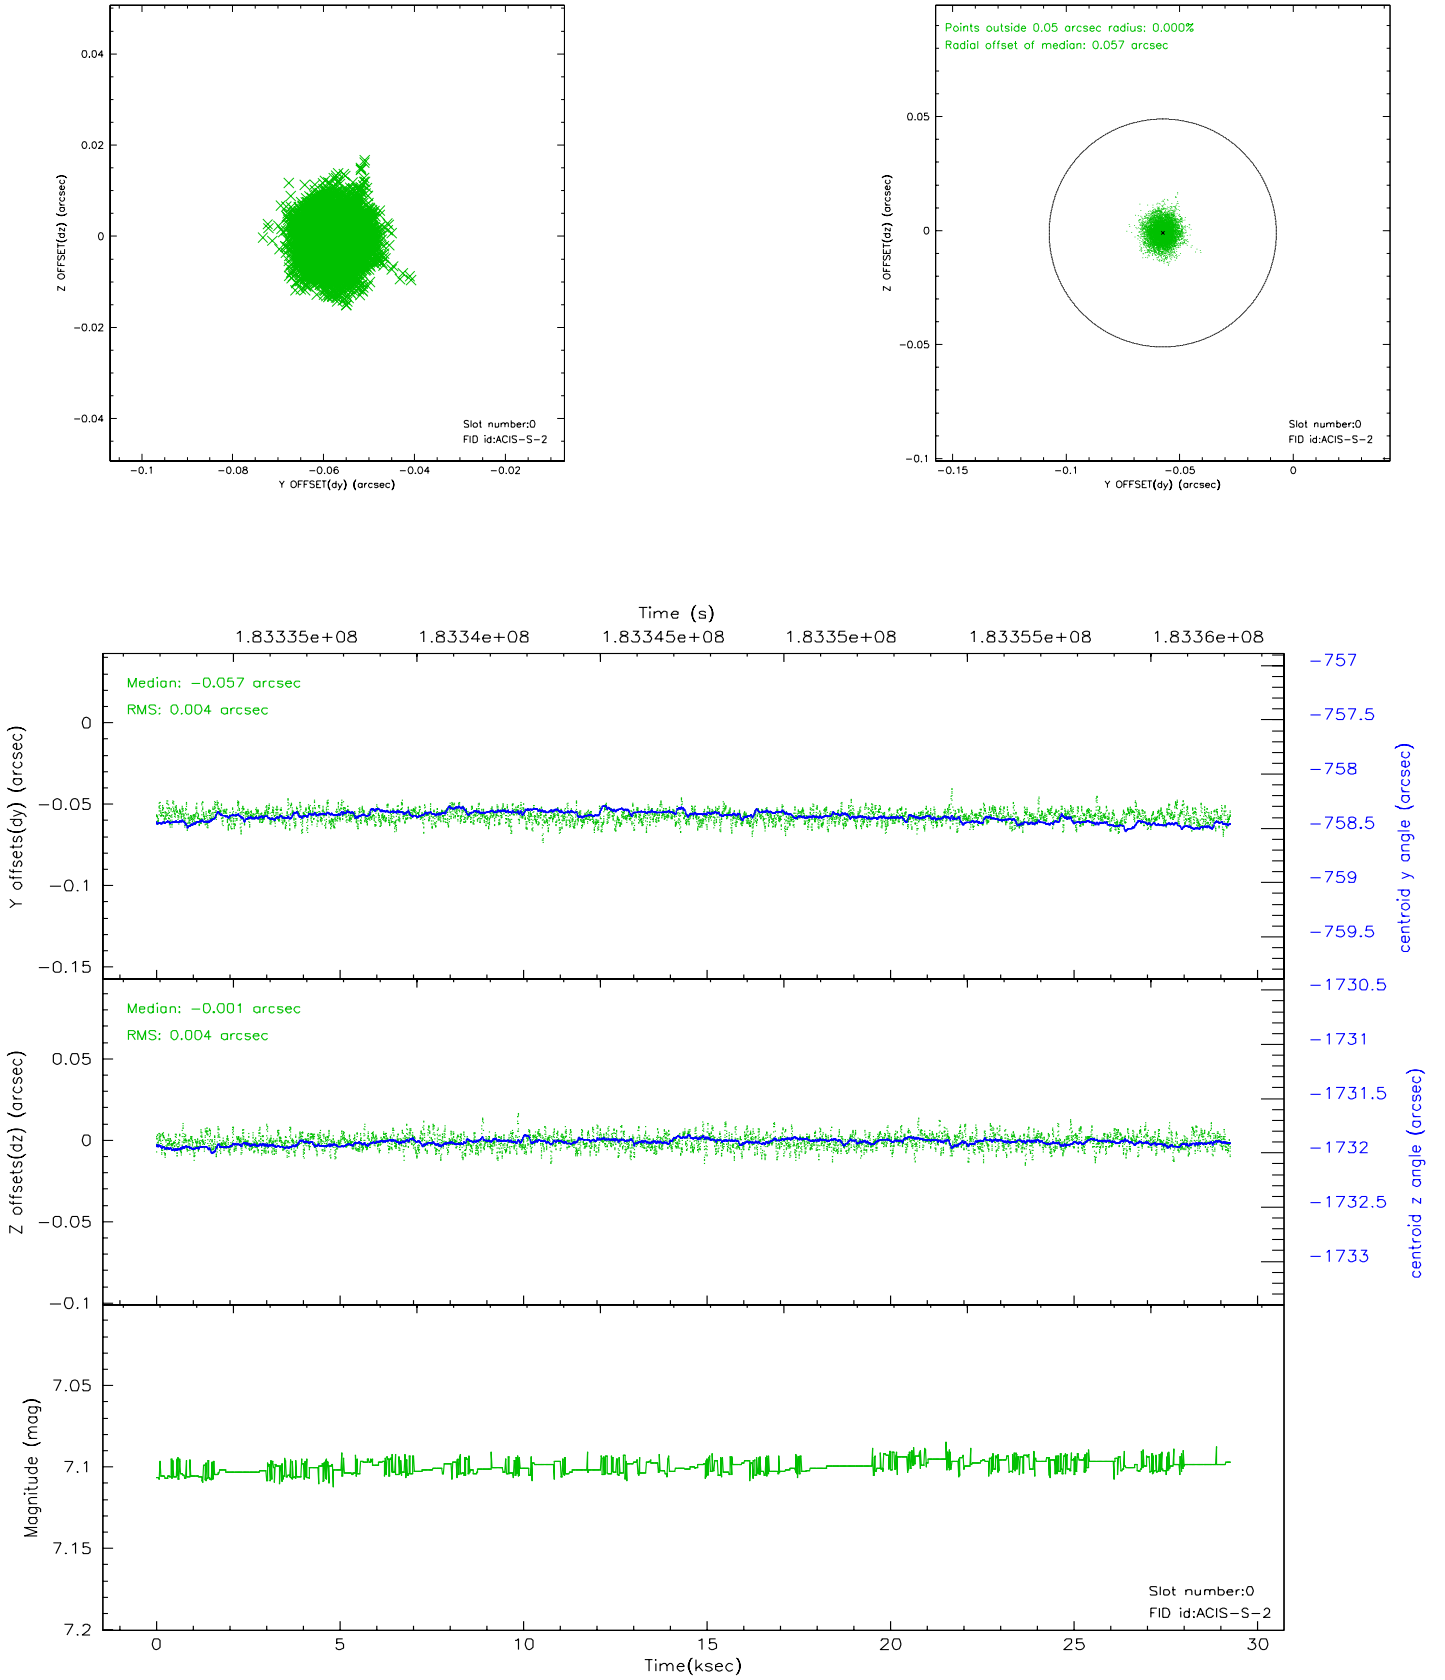 0.04
0.02
0
−0.02
−0.04
Z OFFSET(dz) (arcsec)
Slot number:0
FID id:ACIS−S−2
−0.1
−0.08
−0.06
−0.04
−0.02
Y OFFSET(dy) (arcsec)
Points outside 0.05 arcsec radius: 0.000%
Radial offset of median: 0.057 arcsec
0.05
0
−0.05
−0.1
Z OFFSET(dz) (arcsec)
Slot number:0
FID id:ACIS−S−2
−0.15
−0.1
−0.05
0
Y OFFSET(dy) (arcsec)
Time (s)
1.83335e+08
1.8334e+08
1.83345e+08
1.8335e+08
1.83355e+08
1.8336e+08
Median: −0.057 arcsec
RMS: 0.004 arcsec
0
−0.05
−0.1
−0.15
Y offsets(dy) (arcsec)
−757
−757.5
−758
−758.5
−759
−759.5
centroid y angle (arcsec)
Median: −0.001 arcsec
RMS: 0.004 arcsec
0.05
0
−0.05
−0.1
Z offsets(dz) (arcsec)
−1730.5
−1731
−1731.5
−1732
−1732.5
−1733
centroid z angle (arcsec)
7.05
7.1
7.15
7.2
Magnitude (mag)
Slot number:0
FID id:ACIS−S−2
0
5
10
15
20
25
30
Time(ksec)